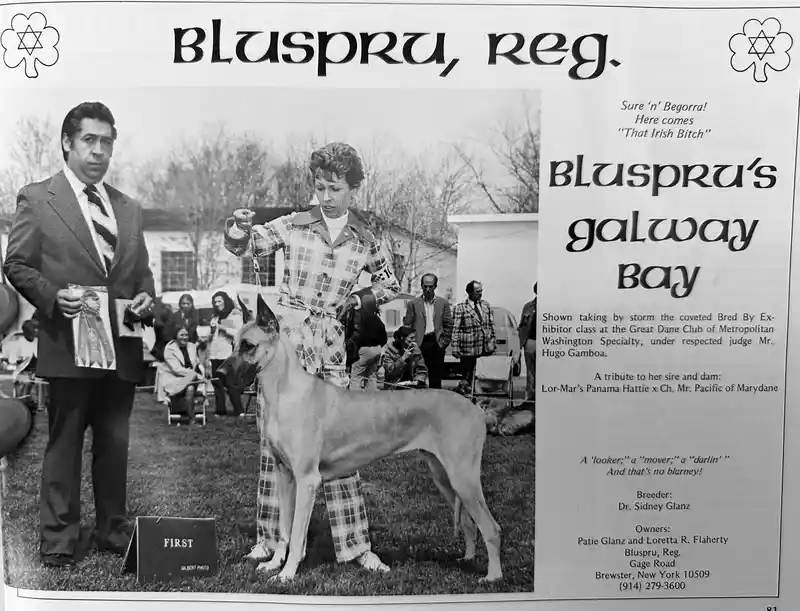 Bluspru, Reg.
Sure 'n' Begorra!
Here comes
"That Irish Bitch"
Bluspru's
Galway
Bay
Shown taking by storm the coveted Bred By Ex-
hibitor class at the Great Dane Club of Metropolitan
Washington Specialty, under respected judge Mr.
Hugo Gamboa.
A tribute to her sire and dam:
Lor-Mar's Panama Hattie x Ch. Mr. Pacific of Marydane
A 'looker;" a "mover;" a "darlin' "
And that's no blarney!
Breeder:
Dr. Sidney Glanz
Owners:
Patie Glanz and Loretta R. Flaherty
Bluspru, Reg.
Gage Road
Brewster, New York 10509
(914) 279-3600
FIRST
GILBERT PHOTO
81